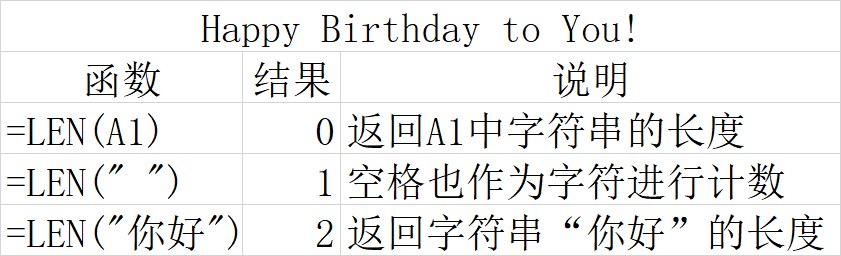 Happy Birthday to You!
函数 结果 说明
=LEN(A1) 0 返回A1中字符串的长度
=LEN(" ") 1 空格也作为字符进行计数
=LEN("你好") 2 返回字符串“你好”的长度